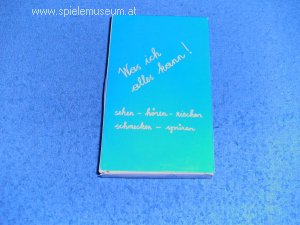 www.spielemuseum.at
Was ich
alles kann!
sehen - hören - riechen
schmecken - spüren